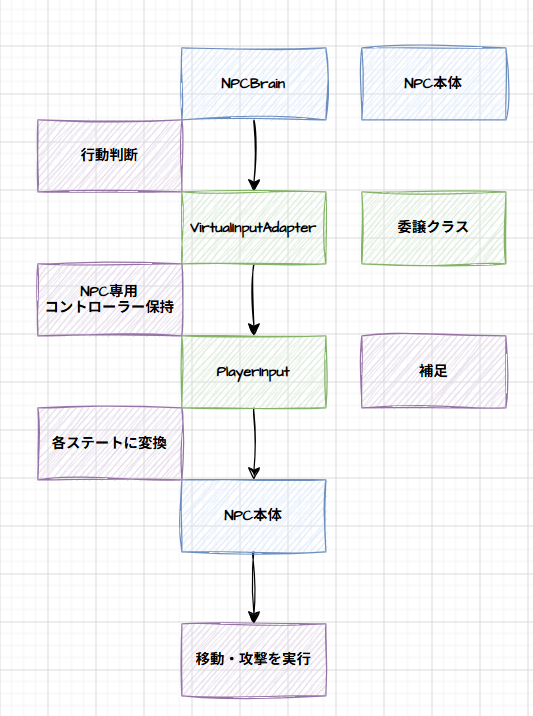 NPCBrain
NPC本体
行動判断
VirtualInputAdapter
委譲クラス
NPC専用
コントローラー保持
PlayerInput
補足
各ステートに変換
NPC本体
移動・攻撃を実行